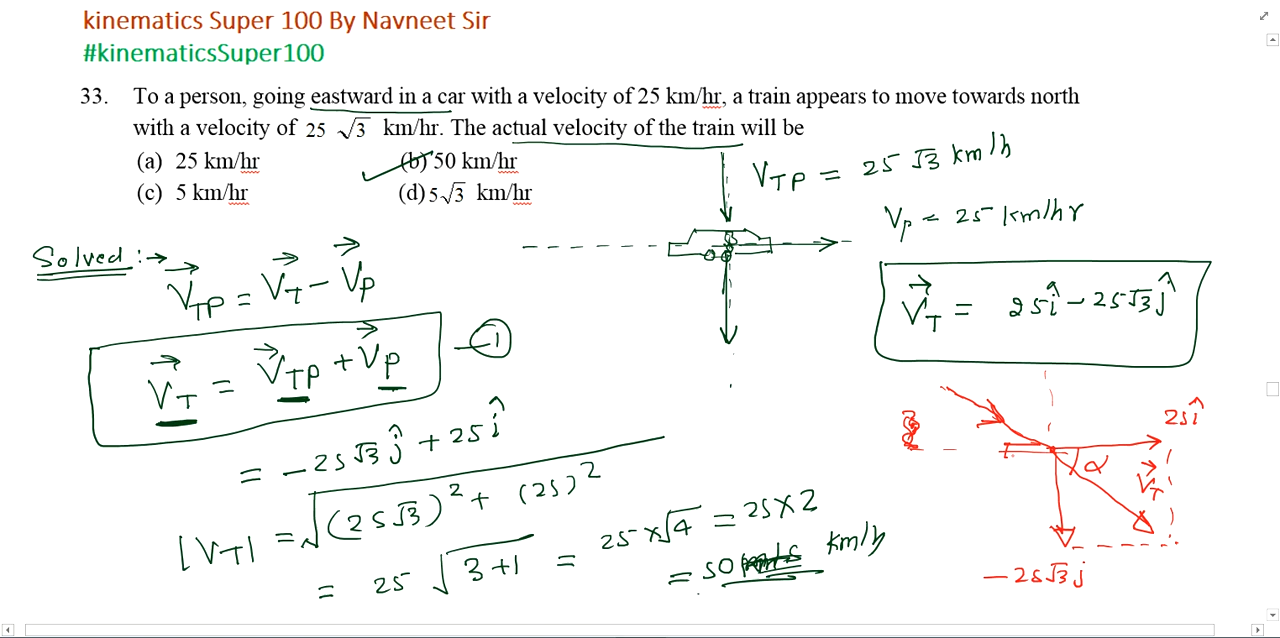 kinematics Super 100 By Navneet Sir
#kinematicsSuper100
33. To a person, going eastward in a car with a velocity of 25 km/hr, a train appears to move towards north
with a velocity of 25 √3 km/hr. The actual velocity of the train will be
(a) 25 km/hr (b) 50 km/hr
(c) 5 km/hr (d) 5√3 km/hr
V_TP = 25 √3 km/h
V_P = 25 km/hr
Solved :→
V⃗_TP = V⃗_T − V⃗_P
V⃗_T = V⃗_TP + V⃗_P —①
= −25√3 ĵ + 25 î
|V_T| = √(25√3)² + (25)²
= 25 √3+1 = 25 × √4 = 25 × 2
= 50 km/h
V⃗_T = 25î − 25√3ĵ
25î
α
V⃗_T
−25√3 j